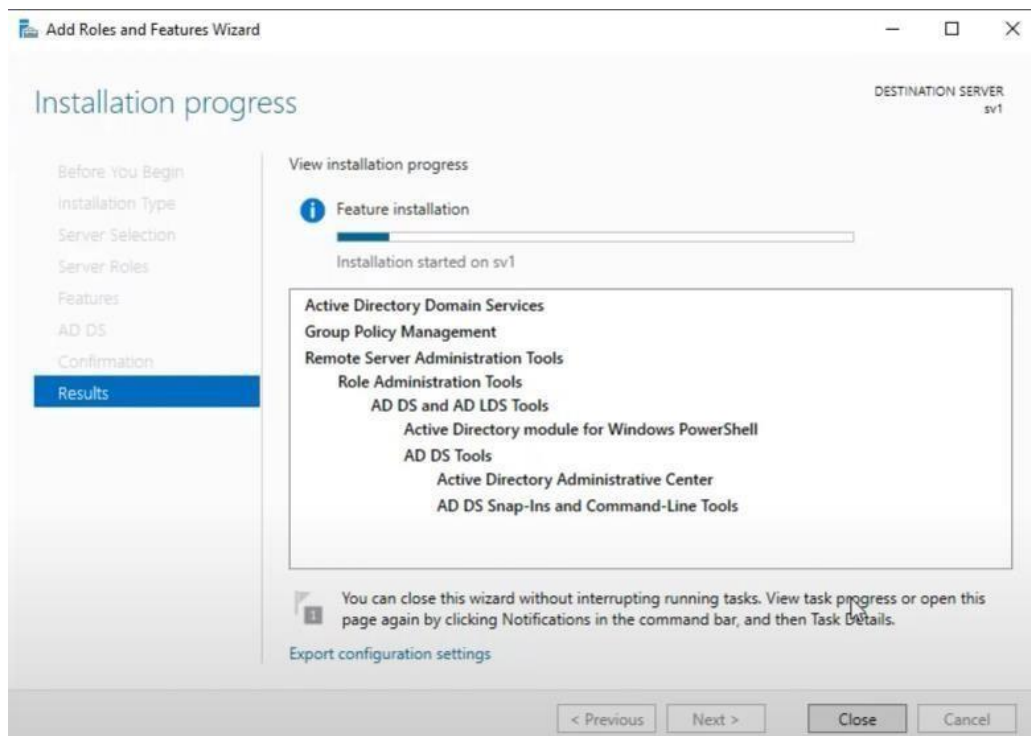 Add Roles and Features Wizard
Installation progress
DESTINATION SERVER
sv1
Before You Begin
Installation Type
Server Selection
Server Roles
Features
AD DS
Confirmation
Results
View installation progress
Feature installation
Installation started on sv1
Active Directory Domain Services
Group Policy Management
Remote Server Administration Tools
Role Administration Tools
AD DS and AD LDS Tools
Active Directory module for Windows PowerShell
AD DS Tools
Active Directory Administrative Center
AD DS Snap-Ins and Command-Line Tools
1
You can close this wizard without interrupting running tasks. View task progress or open this
page again by clicking Notifications in the command bar, and then Task Details.
Export configuration settings
< Previous
Next >
Close
Cancel